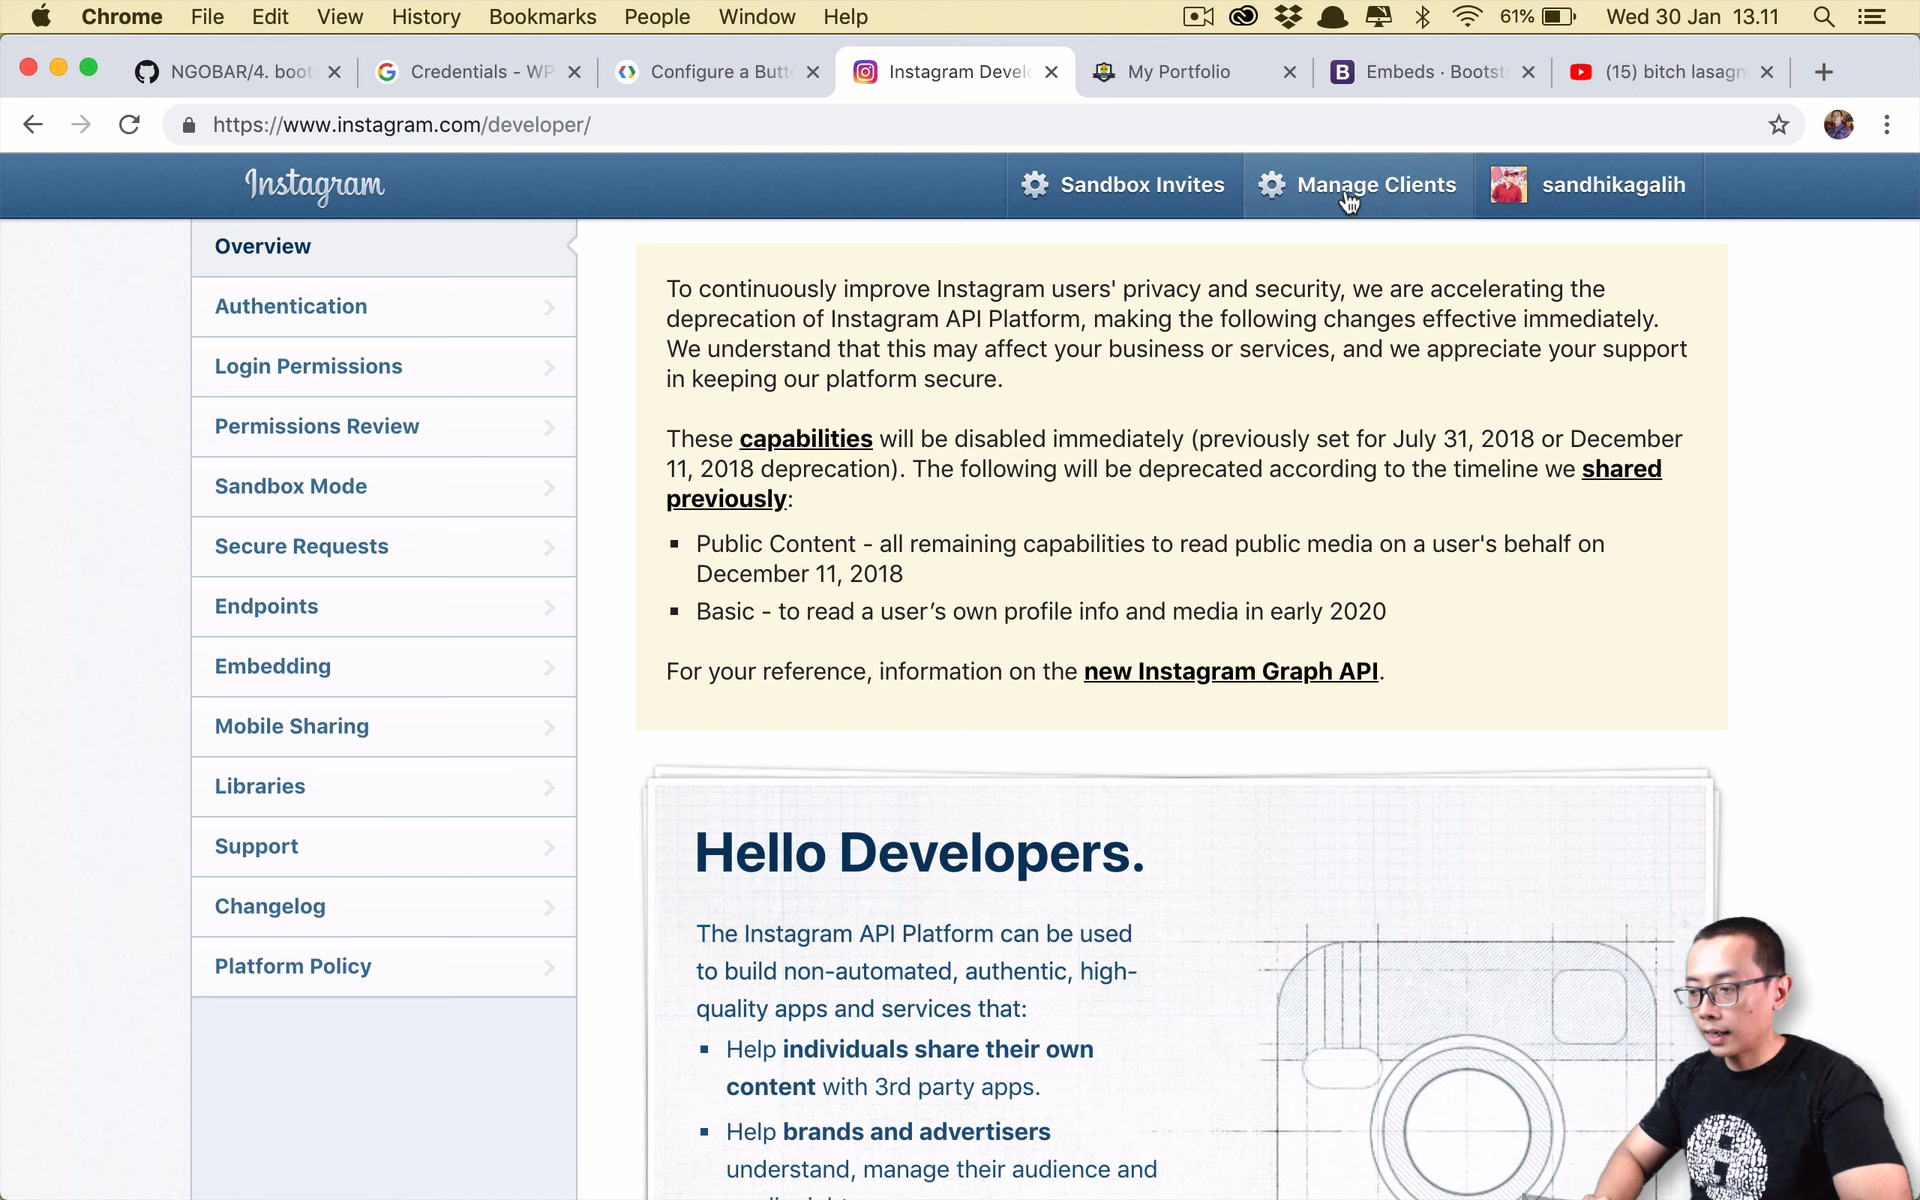 Chrome File Edit View History Bookmarks People Window Help 61% Wed 30 Jan 13.11
NGOBAR/4. boot Credentials - WP Configure a Butt Instagram Devel My Portfolio Embeds · Bootst (15) bitch lasagn
https://www.instagram.com/developer/
Instagram Sandbox Invites Manage Clients sandhikagalih
Overview
Authentication
Login Permissions
Permissions Review
Sandbox Mode
Secure Requests
Endpoints
Embedding
Mobile Sharing
Libraries
Support
Changelog
Platform Policy
To continuously improve Instagram users' privacy and security, we are accelerating the
deprecation of Instagram API Platform, making the following changes effective immediately.
We understand that this may affect your business or services, and we appreciate your support
in keeping our platform secure.
These capabilities will be disabled immediately (previously set for July 31, 2018 or December
11, 2018 deprecation). The following will be deprecated according to the timeline we shared
previously:
Public Content - all remaining capabilities to read public media on a user's behalf on
December 11, 2018
Basic - to read a user’s own profile info and media in early 2020
For your reference, information on the new Instagram Graph API.
Hello Developers.
The Instagram API Platform can be used
to build non-automated, authentic, high-
quality apps and services that:
Help individuals share their own
content with 3rd party apps.
Help brands and advertisers
understand, manage their audience and